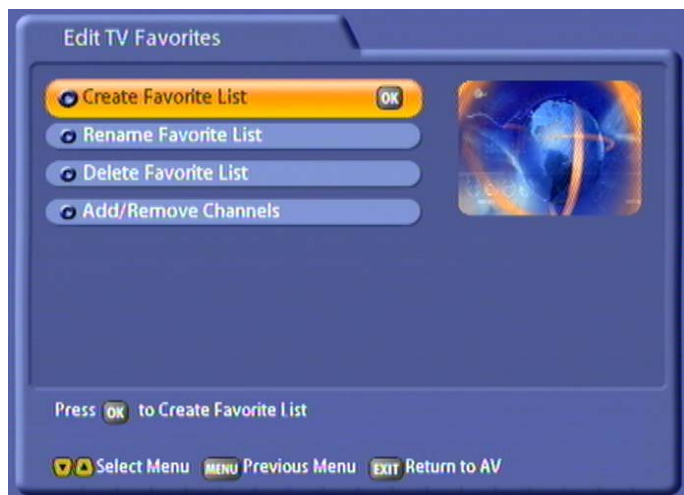 Edit TV Favorites
Create Favorite List OK
Rename Favorite List
Delete Favorite List
Add/Remove Channels
Press OK to Create Favorite List
Select Menu MENU Previous Menu EXIT Return to AV